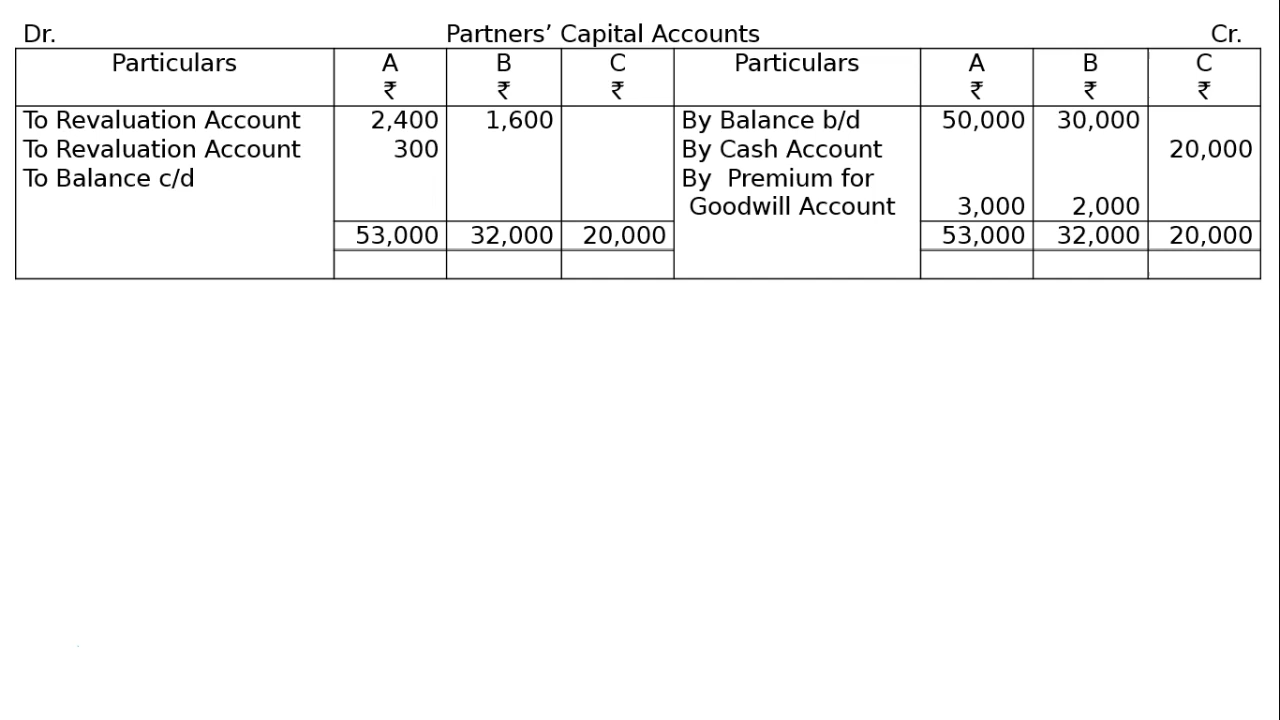 Dr. Partners’ Capital Accounts Cr.
Particulars A B C Particulars A B C
₹ ₹ ₹ ₹ ₹ ₹
To Revaluation Account 2,400 1,600 By Balance b/d 50,000 30,000
To Revaluation Account 300 By Cash Account 20,000
To Balance c/d By Premium for
Goodwill Account 3,000 2,000
53,000 32,000 20,000 53,000 32,000 20,000